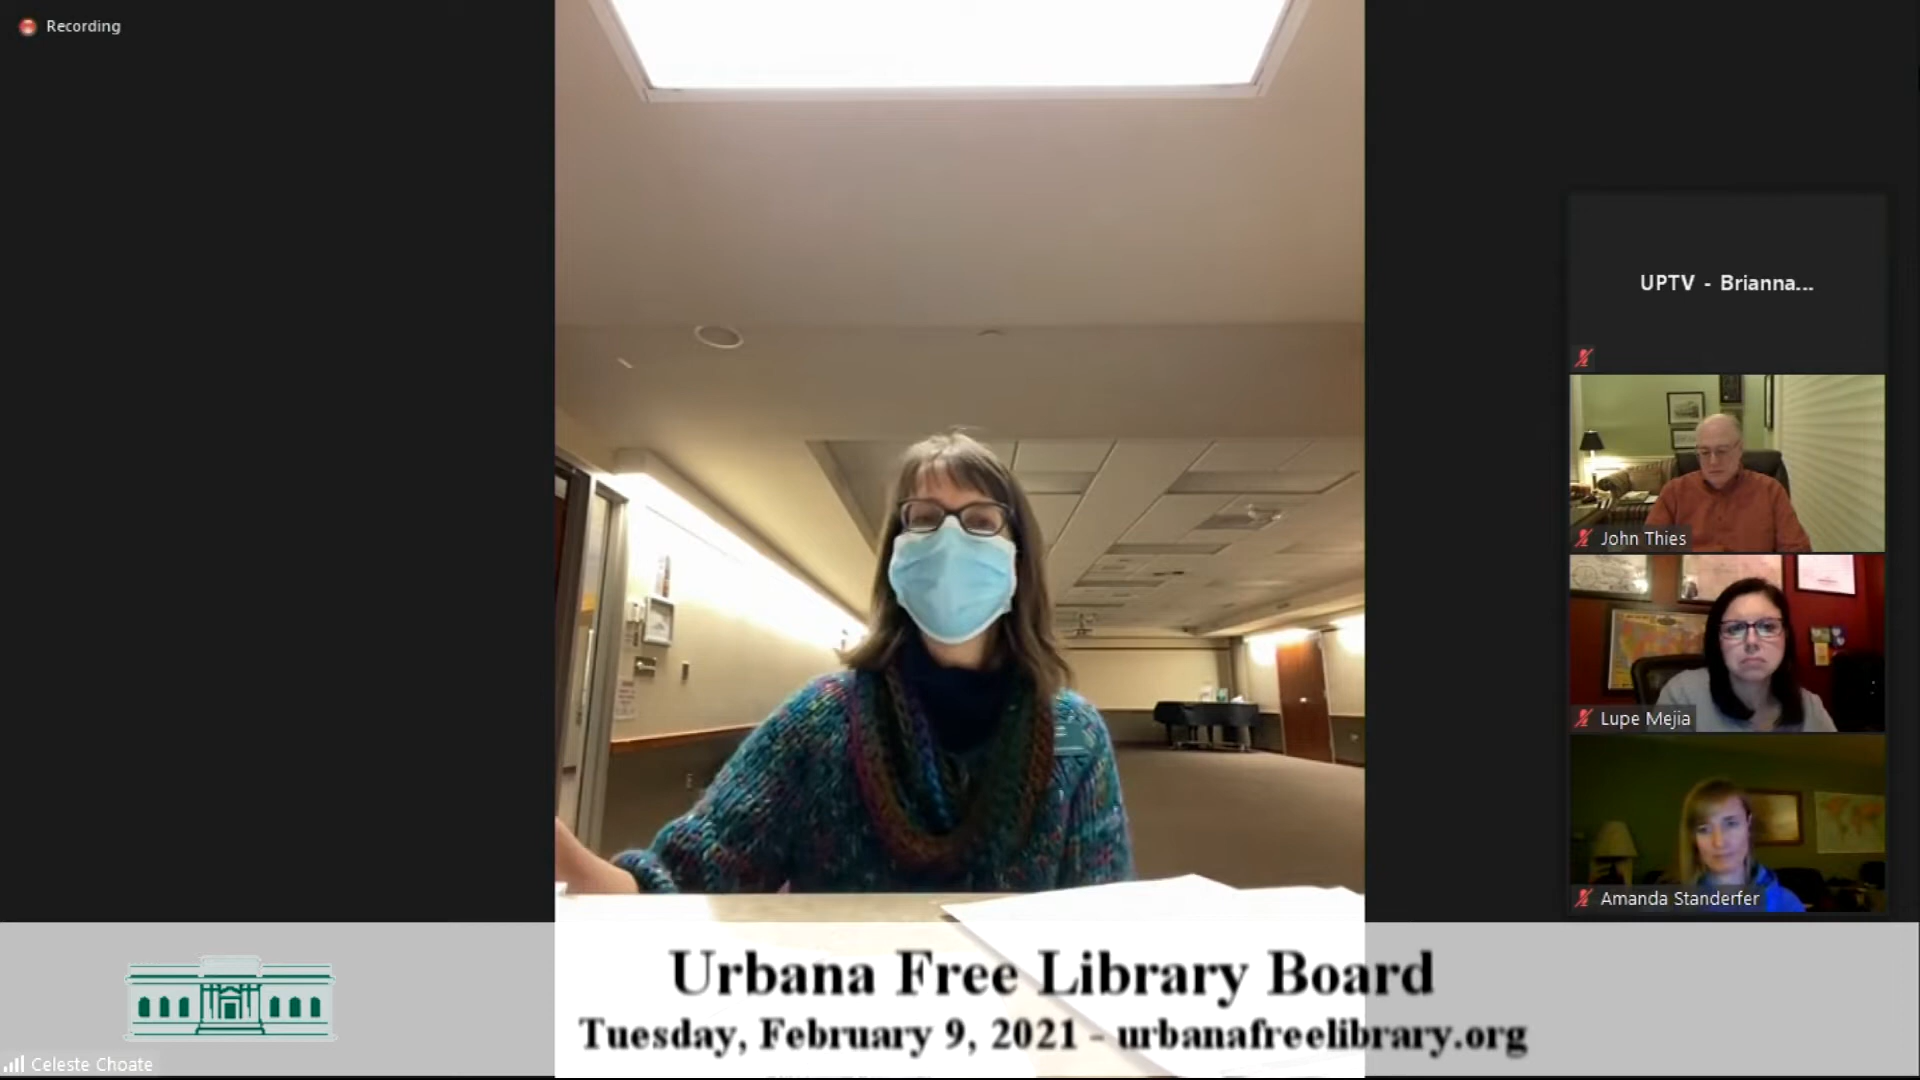 Recording
UPTV - Brianna...
John Thies
Lupe Mejia
Amanda Standerfer
Urbana Free Library Board
Tuesday, February 9, 2021 - urbanafreelibrary.org
Celeste Choate